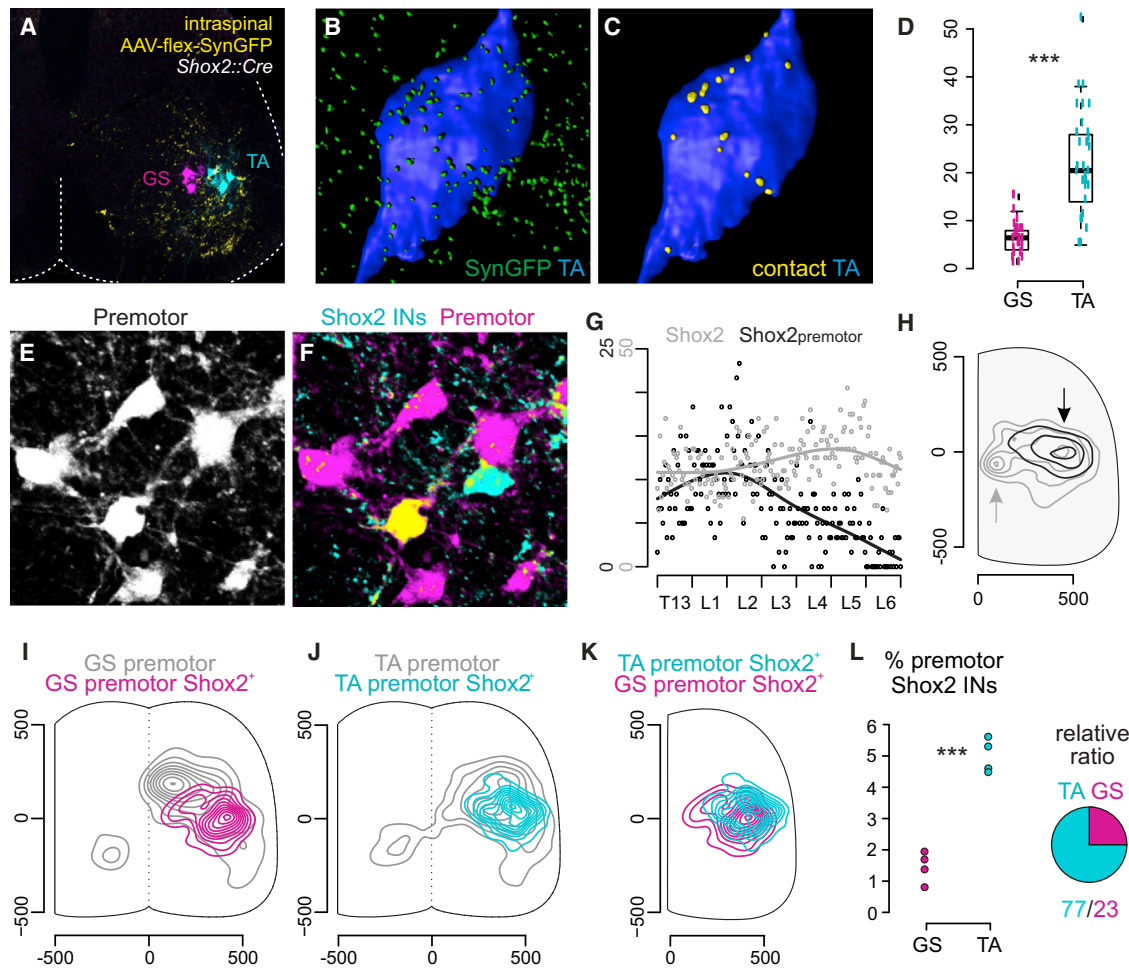 A
intraspinal
AAV-flex-SynGFP
Shox2::Cre
GS
TA
B
SynGFP TA
C
contact TA
D
50
40
30
20
10
0
***
GS TA
E
Premotor
F
Shox2 INs Premotor
G
Shox2 Shox2premotor
25 50
0 0
T13 L1 L2 L3 L4 L5 L6
H
500
0
-500
0 500
I
GS premotor
GS premotor Shox2+
500
0
-500
-500 0 500
J
TA premotor
TA premotor Shox2+
500
0
-500
-500 0 500
K
TA premotor Shox2+
GS premotor Shox2+
500
0
-500
0 500
L
% premotor
Shox2 INs
6
5
4
3
2
1
0
***
GS TA
relative
ratio
TA GS
77/23